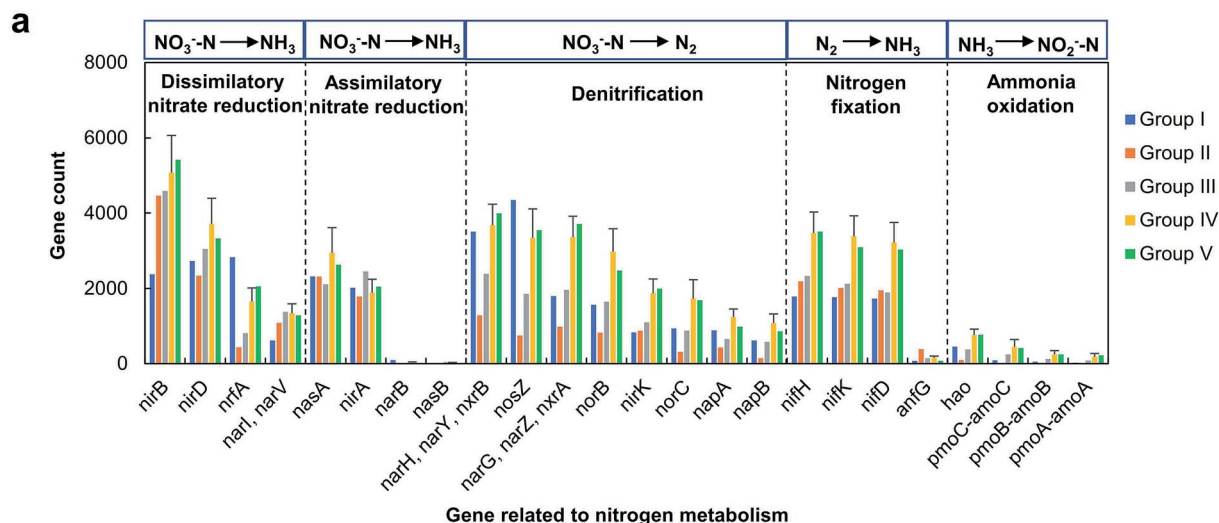 a
NO₃⁻-N → NH₃
NO₃⁻-N → NH₃
NO₃⁻-N → N₂
N₂ → NH₃
NH₃ → NO₂⁻-N
8000
6000
4000
2000
0
Gene count
Dissimilatory
nitrate reduction
Assimilatory
nitrate reduction
Denitrification
Nitrogen
fixation
Ammonia
oxidation
Group I
Group II
Group III
Group IV
Group V
nirB
nirD
nrfA
narI, narV
nasA
nirA
narB
nasB
narH, narY, nxrB
nosZ
narG, narZ, nxrA
norB
nirK
norC
napA
napB
nifH
nifK
nifD
anfG
hao
pmoC-amoC
pmoB-amoB
pmoA-amoA
Gene related to nitrogen metabolism